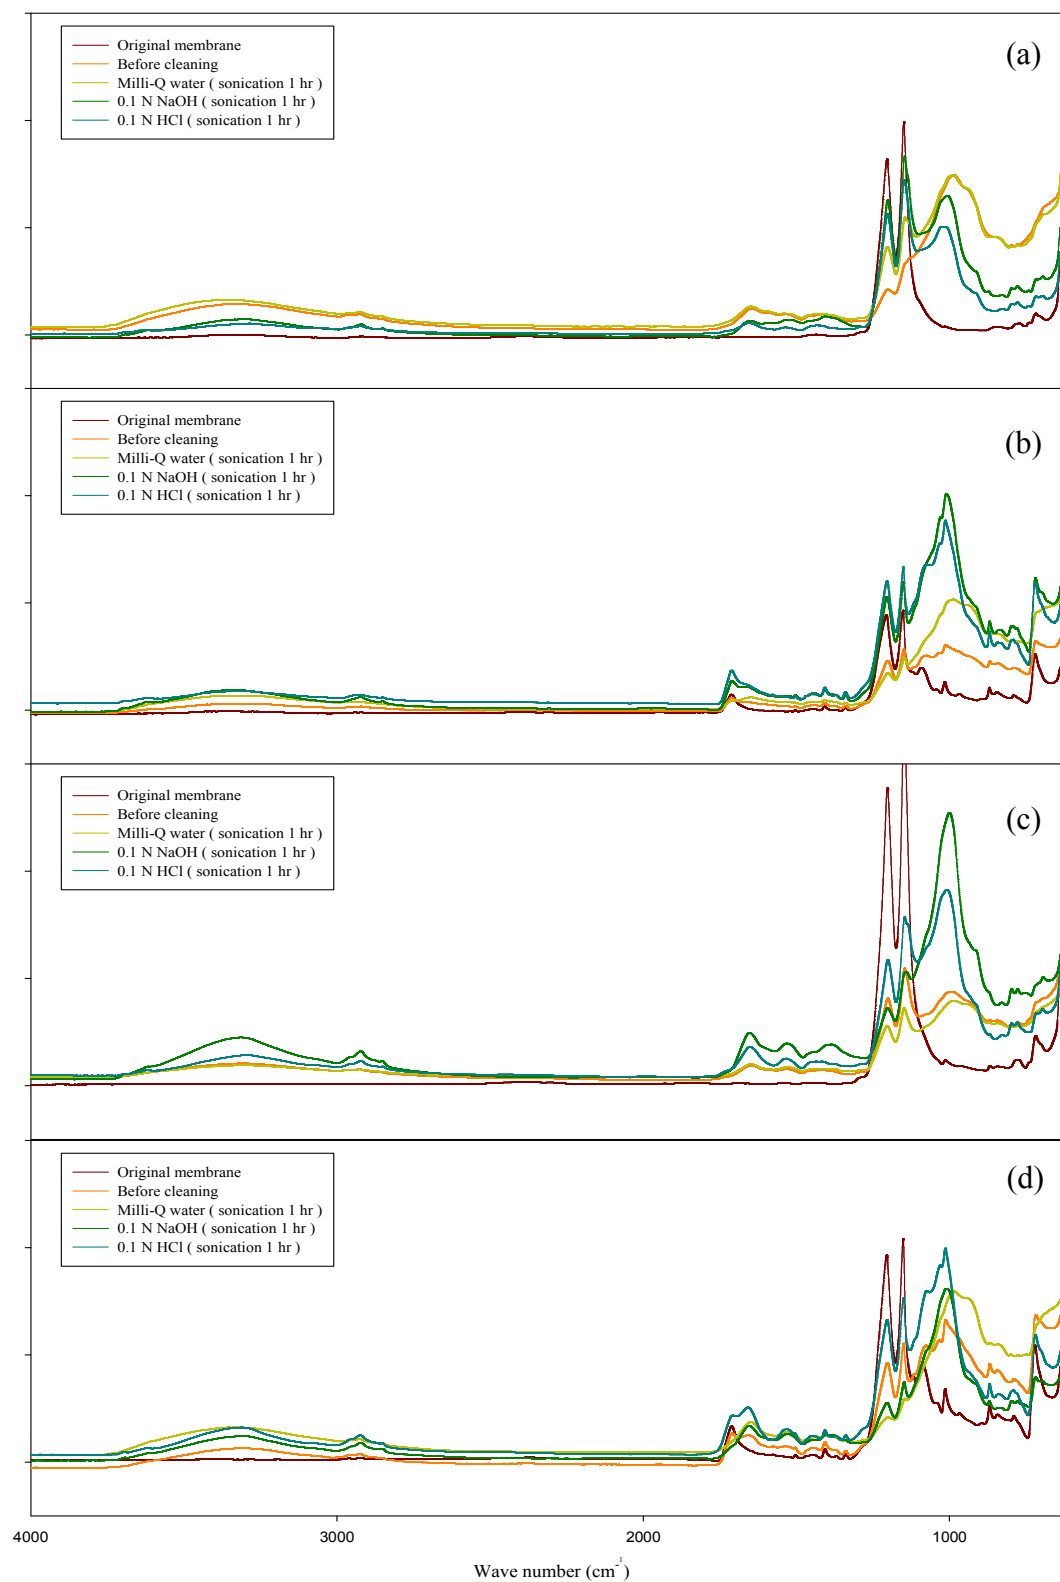 (a)
Original membrane
Before cleaning
Milli-Q water ( sonication 1 hr )
0.1 N NaOH ( sonication 1 hr )
0.1 N HCl ( sonication 1 hr )
(b)
Original membrane
Before cleaning
Milli-Q water ( sonication 1 hr )
0.1 N NaOH ( sonication 1 hr )
0.1 N HCl ( sonication 1 hr )
(c)
Original membrane
Before cleaning
Milli-Q water ( sonication 1 hr )
0.1 N NaOH ( sonication 1 hr )
0.1 N HCl ( sonication 1 hr )
(d)
Original membrane
Before cleaning
Milli-Q water ( sonication 1 hr )
0.1 N NaOH ( sonication 1 hr )
0.1 N HCl ( sonication 1 hr )
4000 3000 2000 1000
Wave number (cm⁻¹)